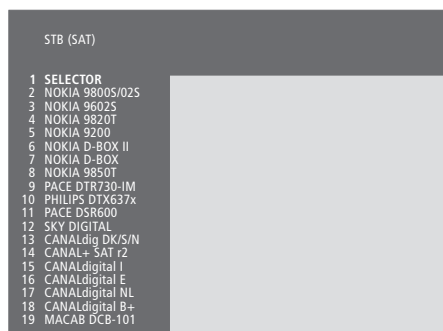 STB (SAT)
1 SELECTOR
2 NOKIA 9800S/02S
3 NOKIA 9602S
4 NOKIA 9820T
5 NOKIA 9200
6 NOKIA D-BOX II
7 NOKIA D-BOX
8 NOKIA 9850T
9 PACE DTR730-IM
10 PHILIPS DTX637x
11 PACE DSR600
12 SKY DIGITAL
13 CANALdig DK/S/N
14 CANAL+ SAT r2
15 CANALdigital I
16 CANALdigital E
17 CANALdigital NL
18 CANALdigital B+
19 MACAB DCB-101